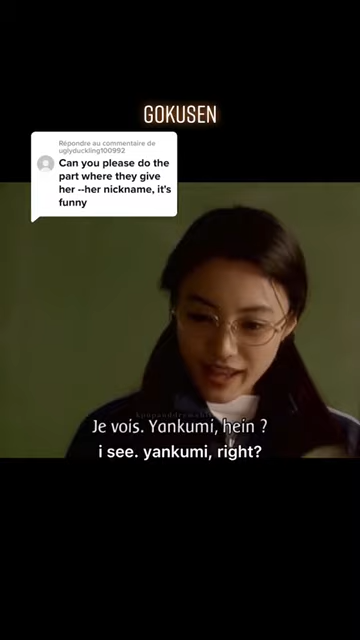 GOKUSEN
Répondre au commentaire de
uglyduckling100992
Can you please do the
part where they give
her --her nickname, it's
funny
Je vois. Yankumi, hein ?
i see. yankumi, right?